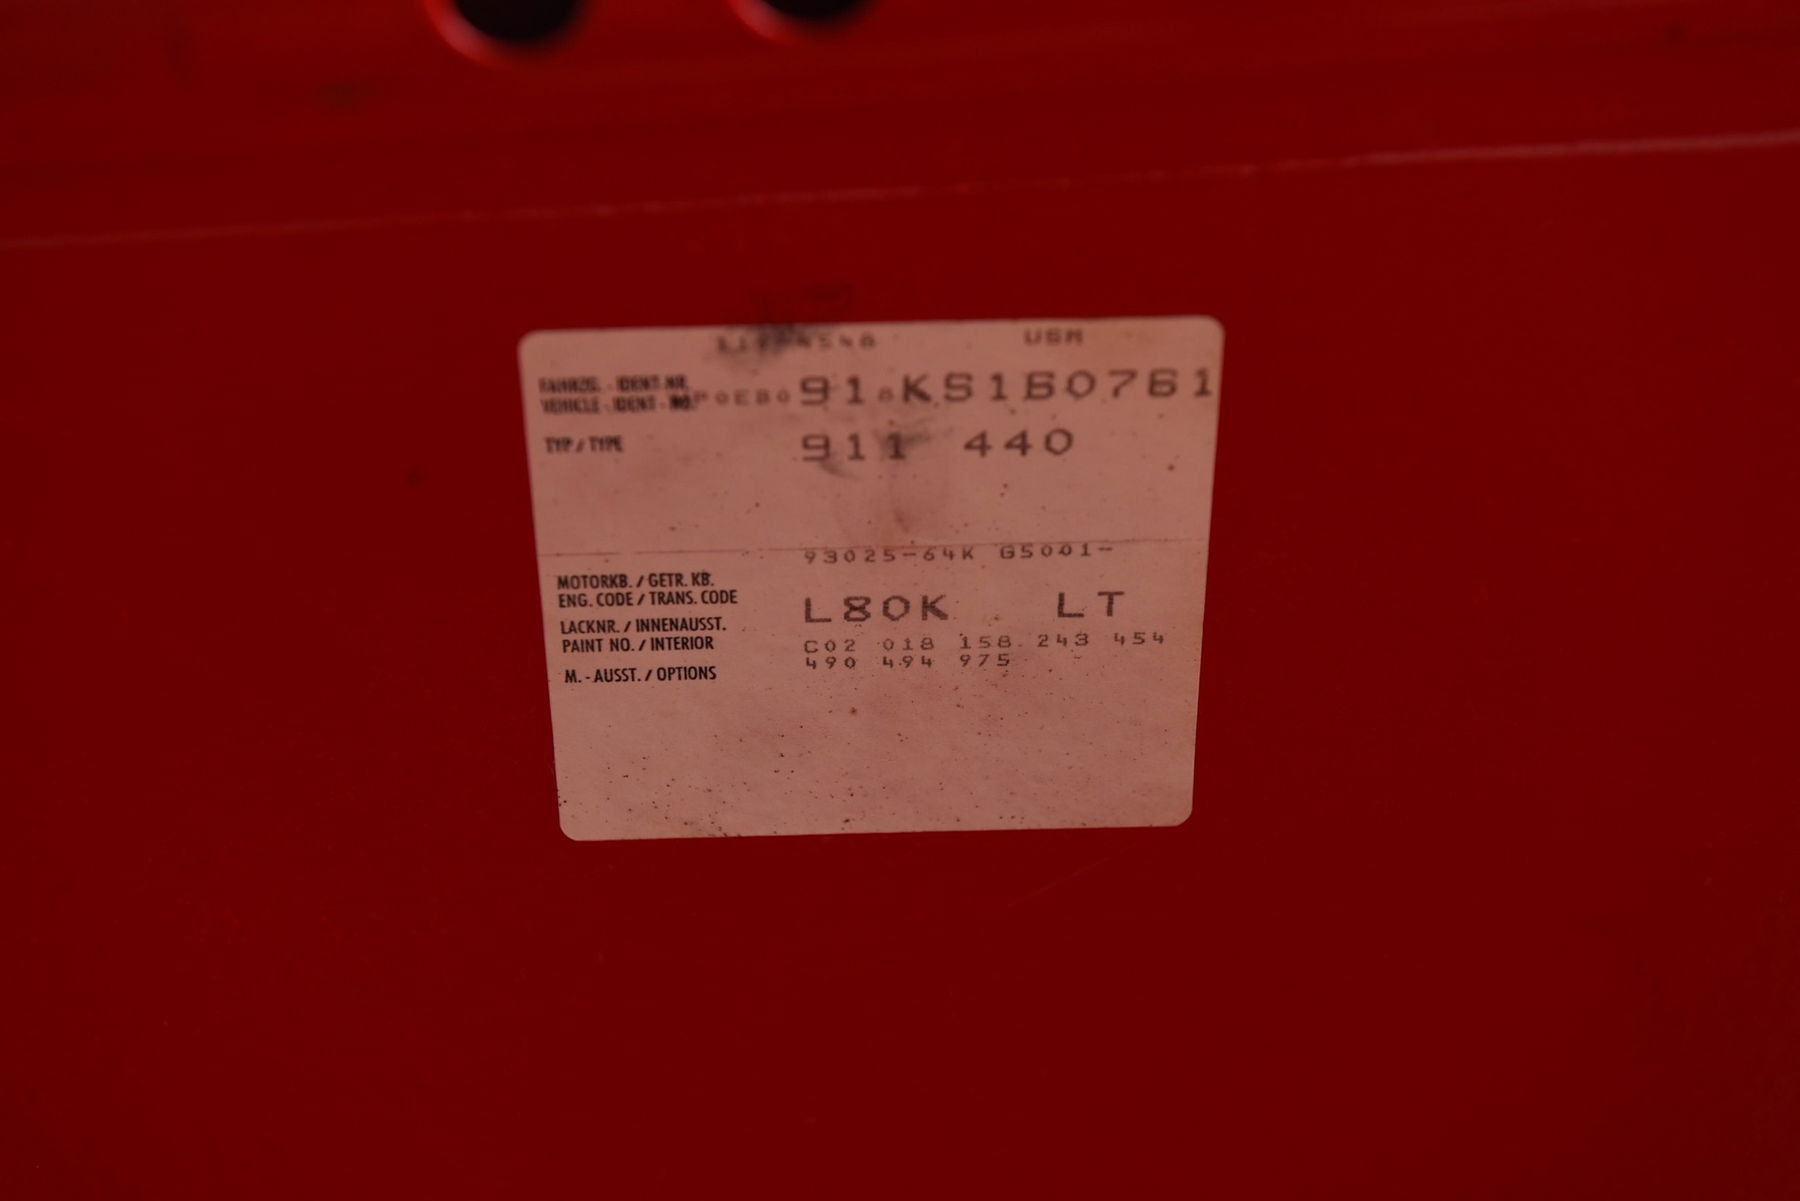 USA
FAHRZG. - IDENT-NR.
VEHICLE - IDENT - NO. P0EB0 91 8 KS160761
TYP / TYPE 911 440
93025-64K G5001-
MOTORKB. / GETR. KB.
ENG. CODE / TRANS. CODE
L80K LT
LACKNR. / INNENAUSST.
PAINT NO. / INTERIOR C02 018 158 243 454
490 494 975
M. - AUSST. / OPTIONS